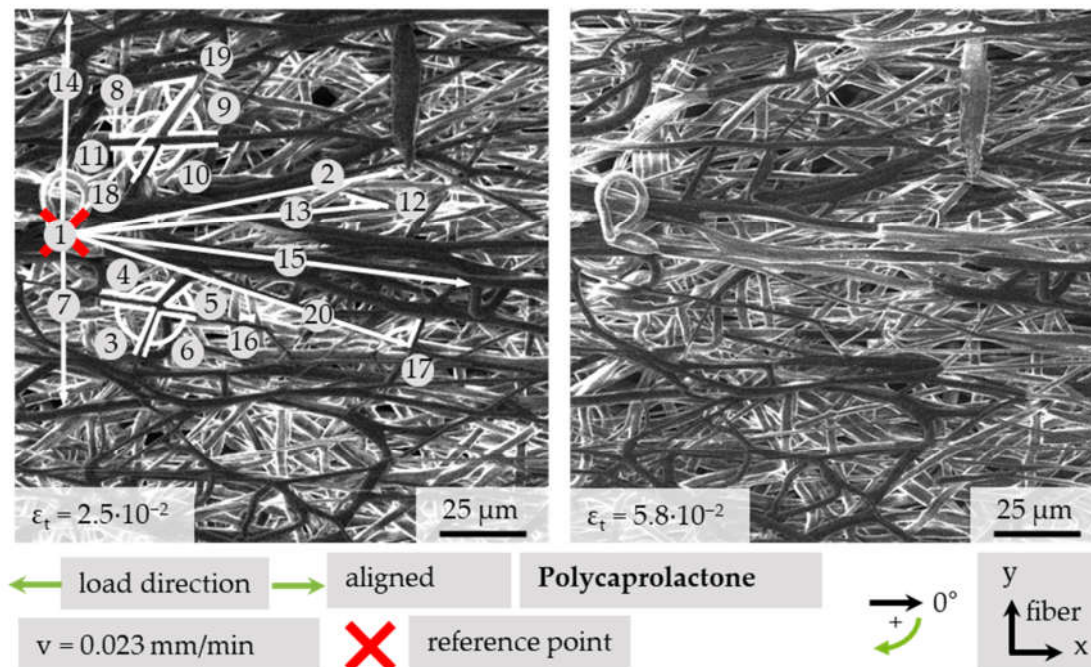 19
14
8
9
11
10
18
2
12
13
1
15
4
7
5
20
3
6
16
17
εt = 2.5·10⁻²
25 µm
εt = 5.8·10⁻²
25 µm
load direction
aligned
Polycaprolactone
0°
+
y
fiber
x
v = 0.023 mm/min
reference point